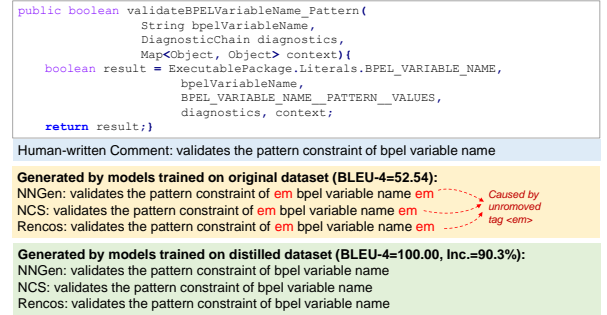 public boolean validateBPELVariableName_Pattern(
String bpelVariableName,
DiagnosticChain diagnostics,
Map<Object, Object> context){
boolean result = ExecutablePackage.Literals.BPEL_VARIABLE_NAME,
bpelVariableName,
BPEL_VARIABLE_NAME__PATTERN__VALUES,
diagnostics, context;
return result;}
Human-written Comment: validates the pattern constraint of bpel variable name
Generated by models trained on original dataset (BLEU-4=52.54):
NNGen: validates the pattern constraint of em bpel variable name em
NCS: validates the pattern constraint of em bpel variable name em
Rencos: validates the pattern constraint of em bpel variable name em
Caused by
unromoved
tag <em>
Generated by models trained on distilled dataset (BLEU-4=100.00, Inc.=90.3%):
NNGen: validates the pattern constraint of bpel variable name
NCS: validates the pattern constraint of bpel variable name
Rencos: validates the pattern constraint of bpel variable name